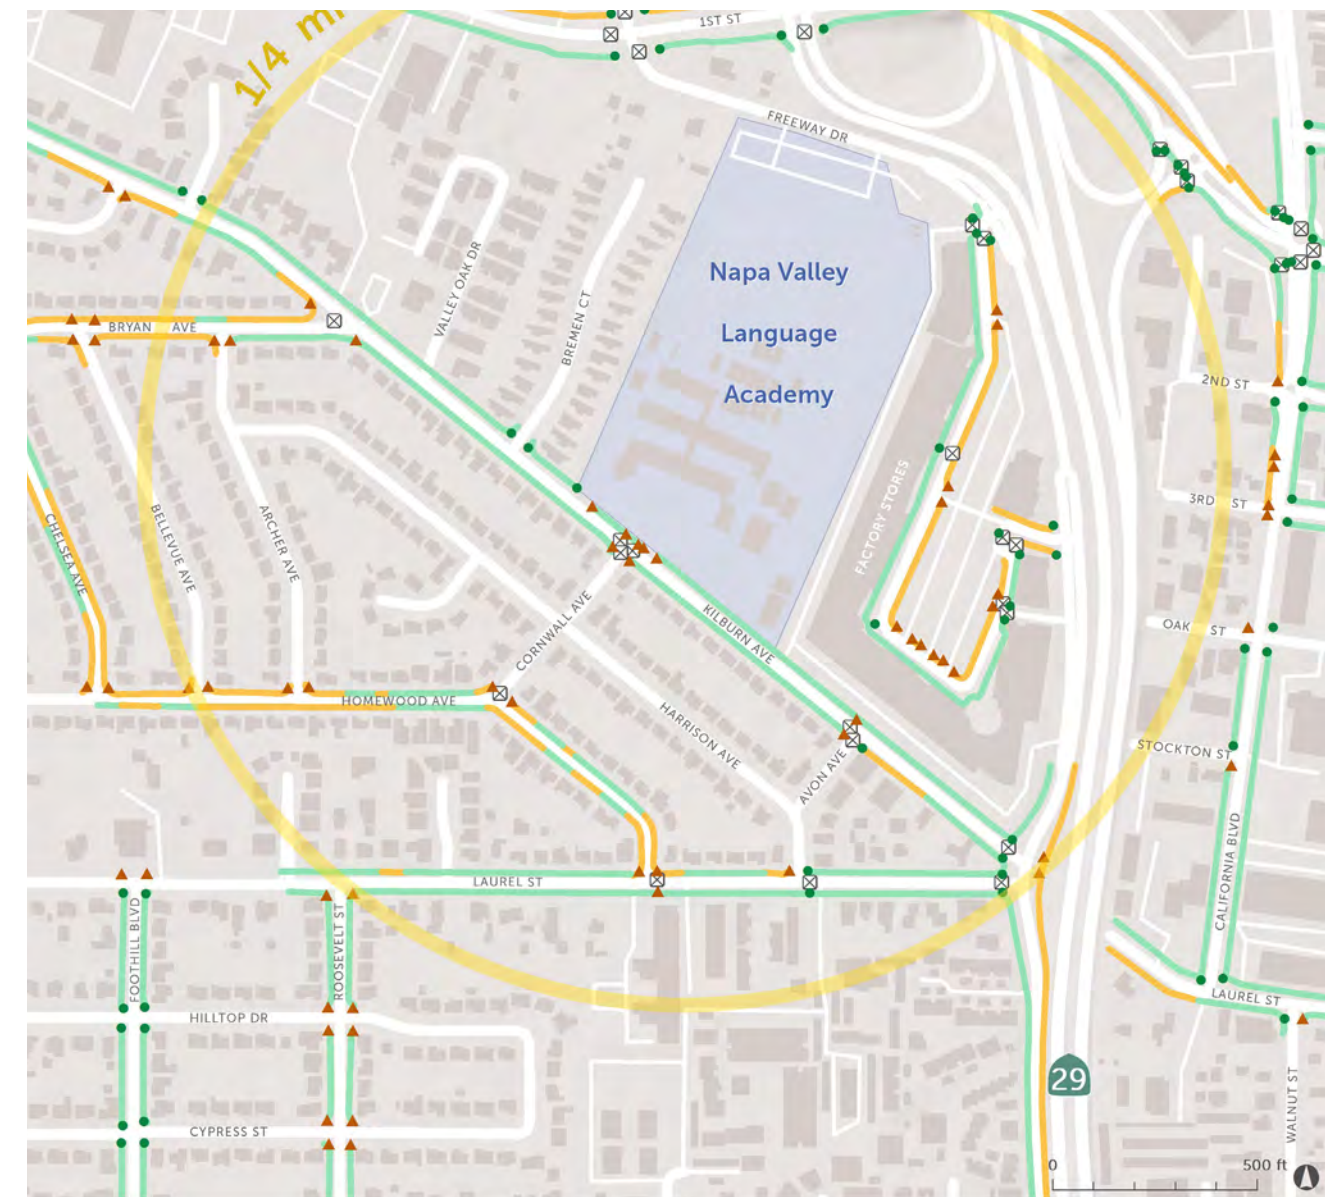 1/4 mi
1ST ST
FREEWAY DR
Napa Valley
Language
Academy
VALLEY OAK DR
BREMEN CT
BRYAN AVE
2ND ST
3RD ST
FACTORY STORES
CHELSEA AVE
BELLEVUE AVE
ARCHER AVE
CORNWALL AVE
KILBURN AVE
OAK ST
HOMEWOOD AVE
HARRISON AVE
AVON AVE
STOCKTON ST
CALIFORNIA BLVD
LAUREL ST
FOOTHILL BLVD
ROOSEVELT ST
LAUREL ST
HILLTOP DR
29
WALNUT ST
CYPRESS ST
0 500 ft